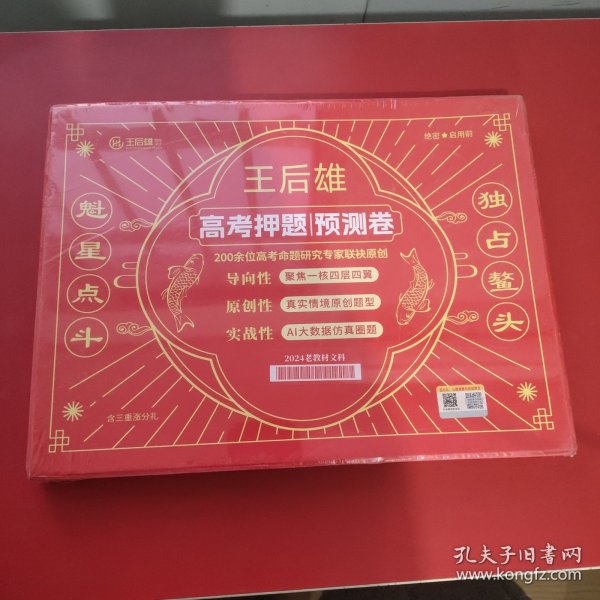 王后雄
绝密★启用前
王后雄
高考押题 预测卷
200余位高考命题研究专家联袂原创
导向性 聚焦一核四层四翼
原创性 真实情境原创题型
实战性 AI大数据仿真圈题
2024老教材文科
魁星点斗
独占鳌头
含三重涨分礼
孔夫子旧书网
www.kongfz.com